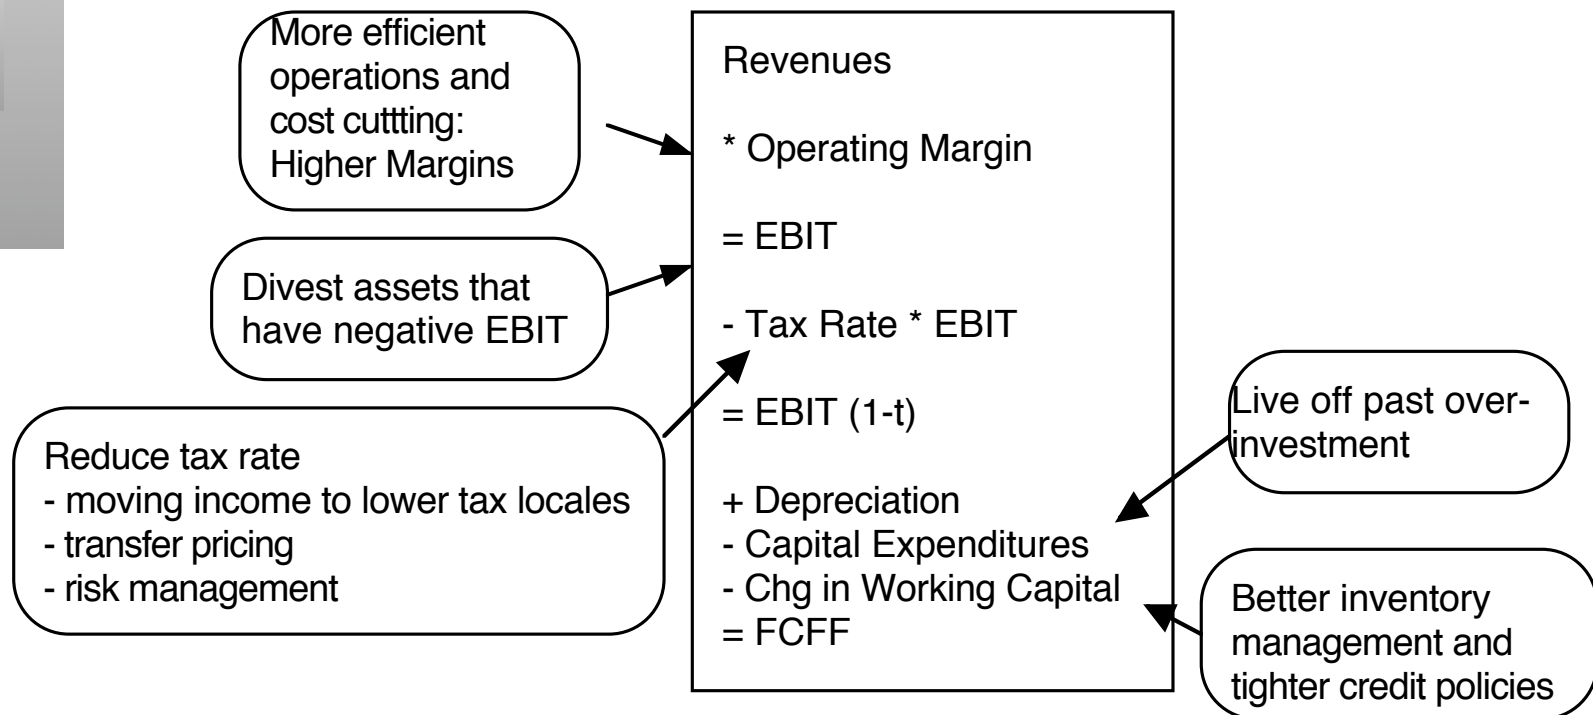 More efficient
operations and
cost cuttting:
Higher Margins
Divest assets that
have negative EBIT
Reduce tax rate
- moving income to lower tax locales
- transfer pricing
- risk management
Revenues
* Operating Margin
= EBIT
- Tax Rate * EBIT
= EBIT (1-t)
+ Depreciation
- Capital Expenditures
- Chg in Working Capital
= FCFF
Live off past over-
investment
Better inventory
management and
tighter credit policies